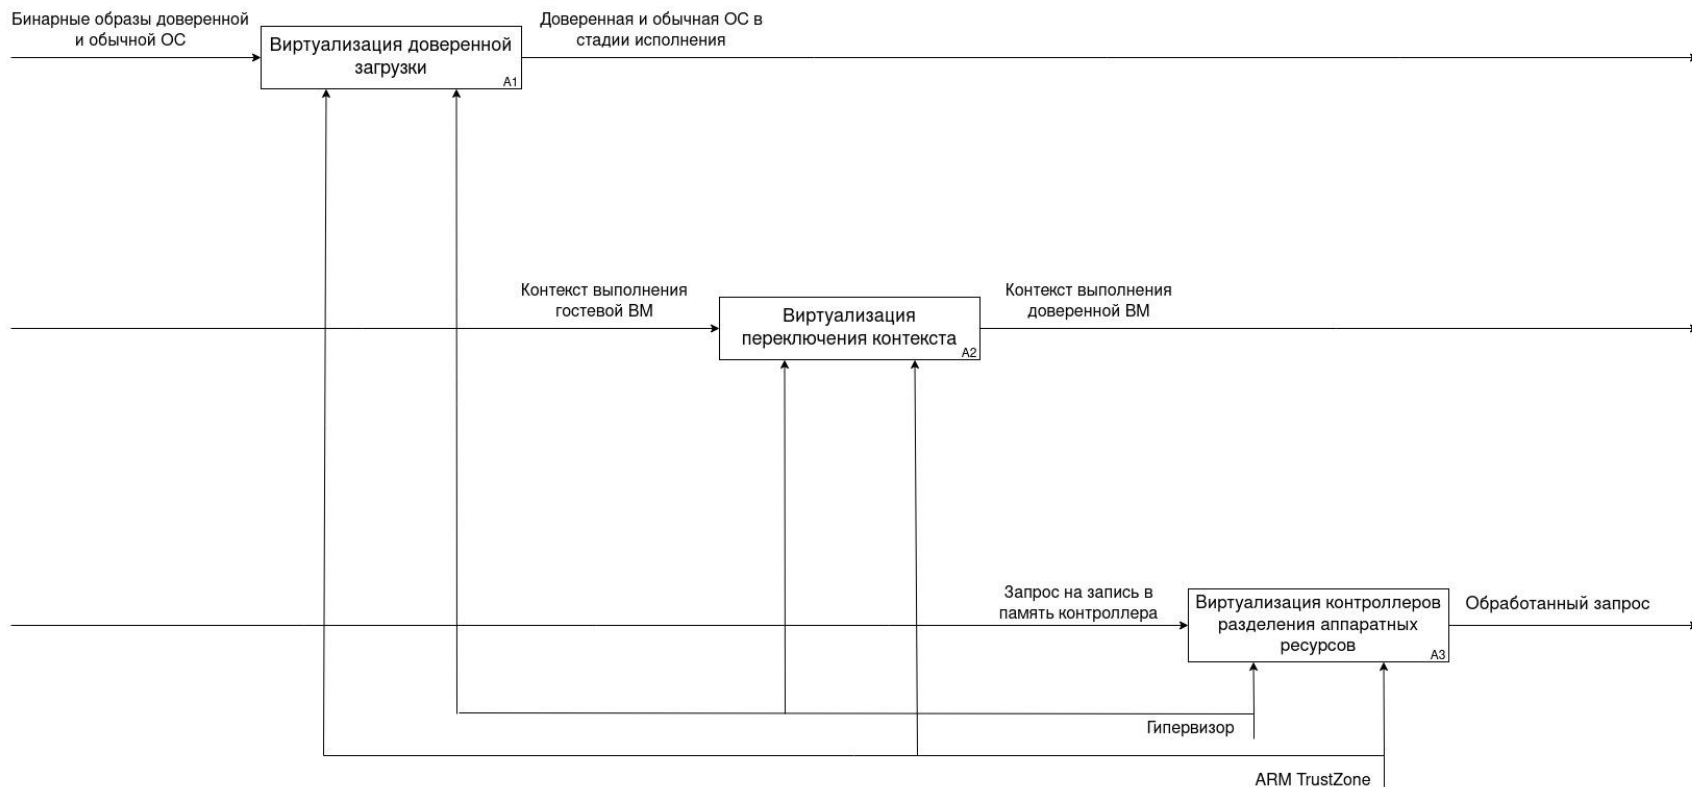 Бинарные образы доверенной
и обычной ОС
Виртуализация доверенной
загрузки
A1
Доверенная и обычная ОС в
стадии исполнения
Контекст выполнения
гостевой ВМ
Виртуализация
переключения контекста
A2
Контекст выполнения
доверенной ВМ
Запрос на запись в
память контроллера
Виртуализация контроллеров
разделения аппаратных
ресурсов
A3
Обработанный запрос
Гипервизор
ARM TrustZone